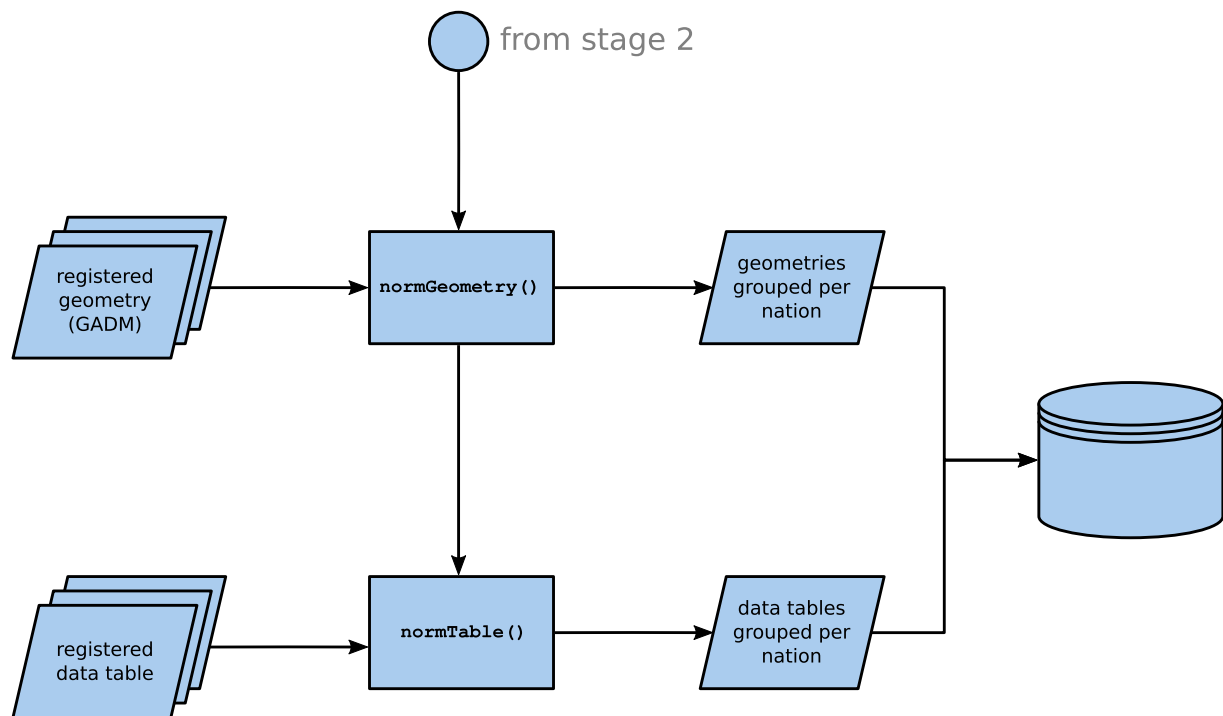 from stage 2
registered
geometry
(GADM)
normGeometry()
geometries
grouped per
nation
registered
data table
normTable()
data tables
grouped per
nation